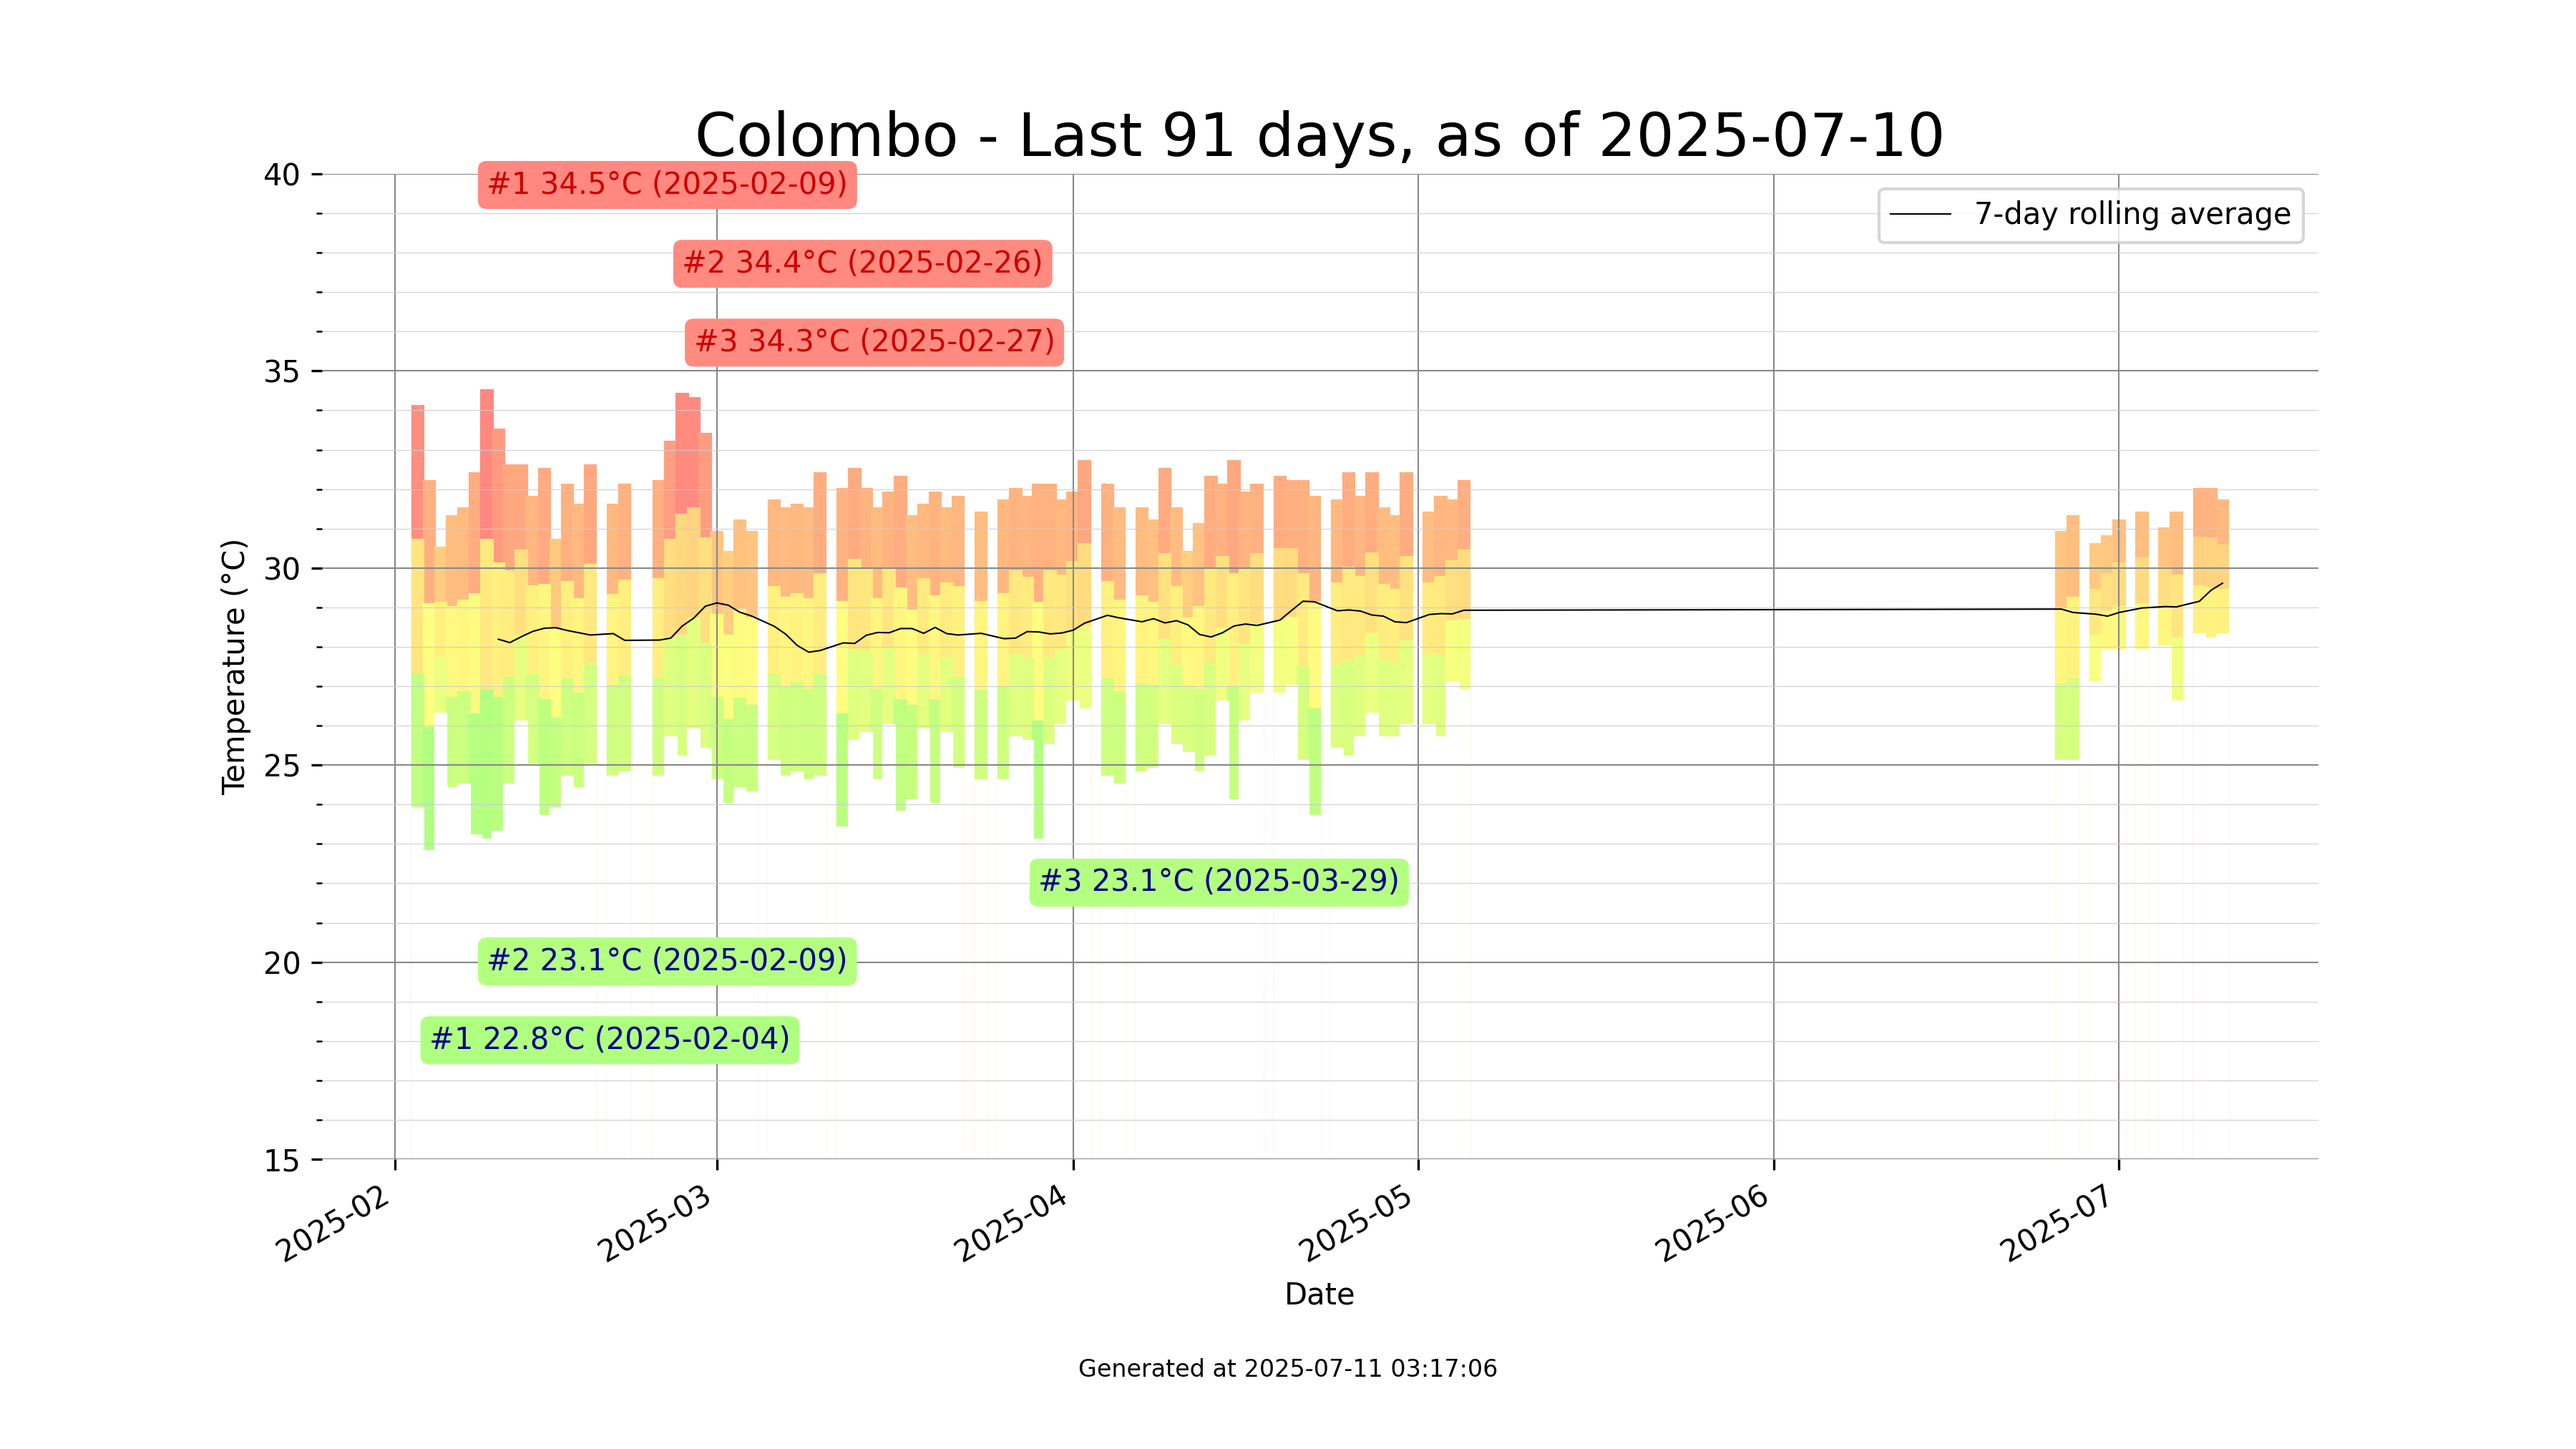 Colombo - Last 91 days, as of 2025-07-10
#1 34.5°C (2025-02-09)
7-day rolling average
#2 34.4°C (2025-02-26)
#3 34.3°C (2025-02-27)
#3 23.1°C (2025-03-29)
#2 23.1°C (2025-02-09)
#1 22.8°C (2025-02-04)
Temperature (°C)
40
35
30
25
20
15
2025-02
2025-03
2025-04
2025-05
2025-06
2025-07
Date
Generated at 2025-07-11 03:17:06